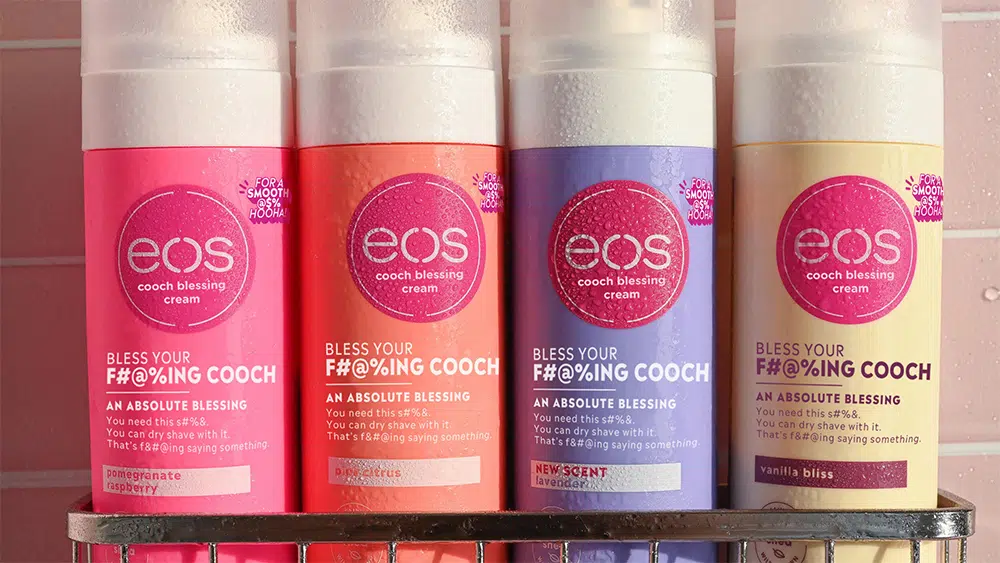 FOR A
SMOOTH
@$%
HOOHA!
eos
cooch blessing
cream
BLESS YOUR
F#@%ING COOCH
AN ABSOLUTE BLESSING
You need this s#%&.
You can dry shave with it.
That's f&#@ing saying something.
pomegranate
raspberry
FOR A
SMOOTH
@$%
HOOHA!
eos
cooch blessing
cream
BLESS YOUR
F#@%ING COOCH
AN ABSOLUTE BLESSING
You need this s#%&.
You can dry shave with it.
That's f&#@ing saying something.
citrus
FOR A
SMOOTH
@$%
HOOHA!
eos
cooch blessing
cream
BLESS YOUR
F#@%ING COOCH
AN ABSOLUTE BLESSING
You need this s#%&.
You can dry shave with it.
That's f&#@ing saying something.
NEW SCENT
lavender
FOR A
SMOOTH
@$%
HOOHA!
eos
cooch blessing
cream
BLESS YOUR
F#@%ING COOCH
AN ABSOLUTE BLESSING
You need this s#%&.
You can dry shave with it.
That's f&#@ing saying something.
vanilla bliss